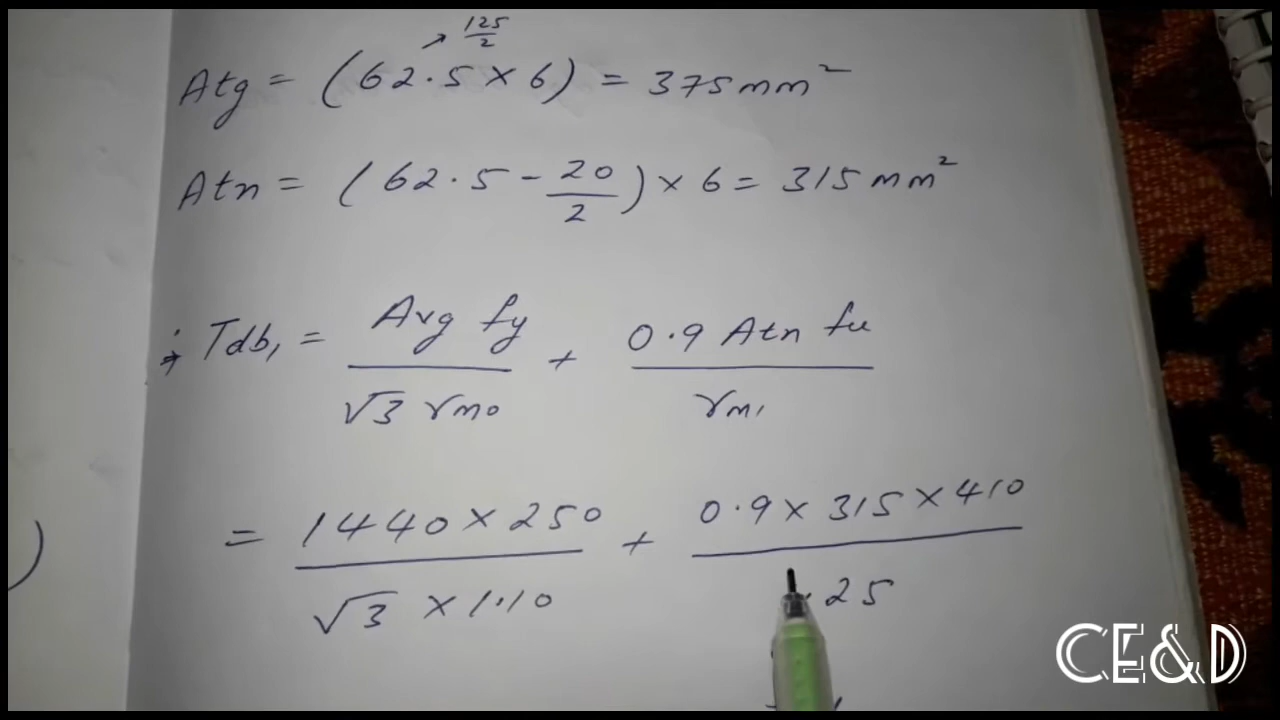 125/2
Atg = (62.5 × 6) = 375 mm²
Atn = (62.5 - 20/2) × 6 = 315 mm²
Tdb₁ = Avg fy / √3 γm₀ + 0.9 Atn fu / γm₁
= 1440 × 250 / √3 × 1.10 + 0.9 × 315 × 410 / .25
)
CE&D